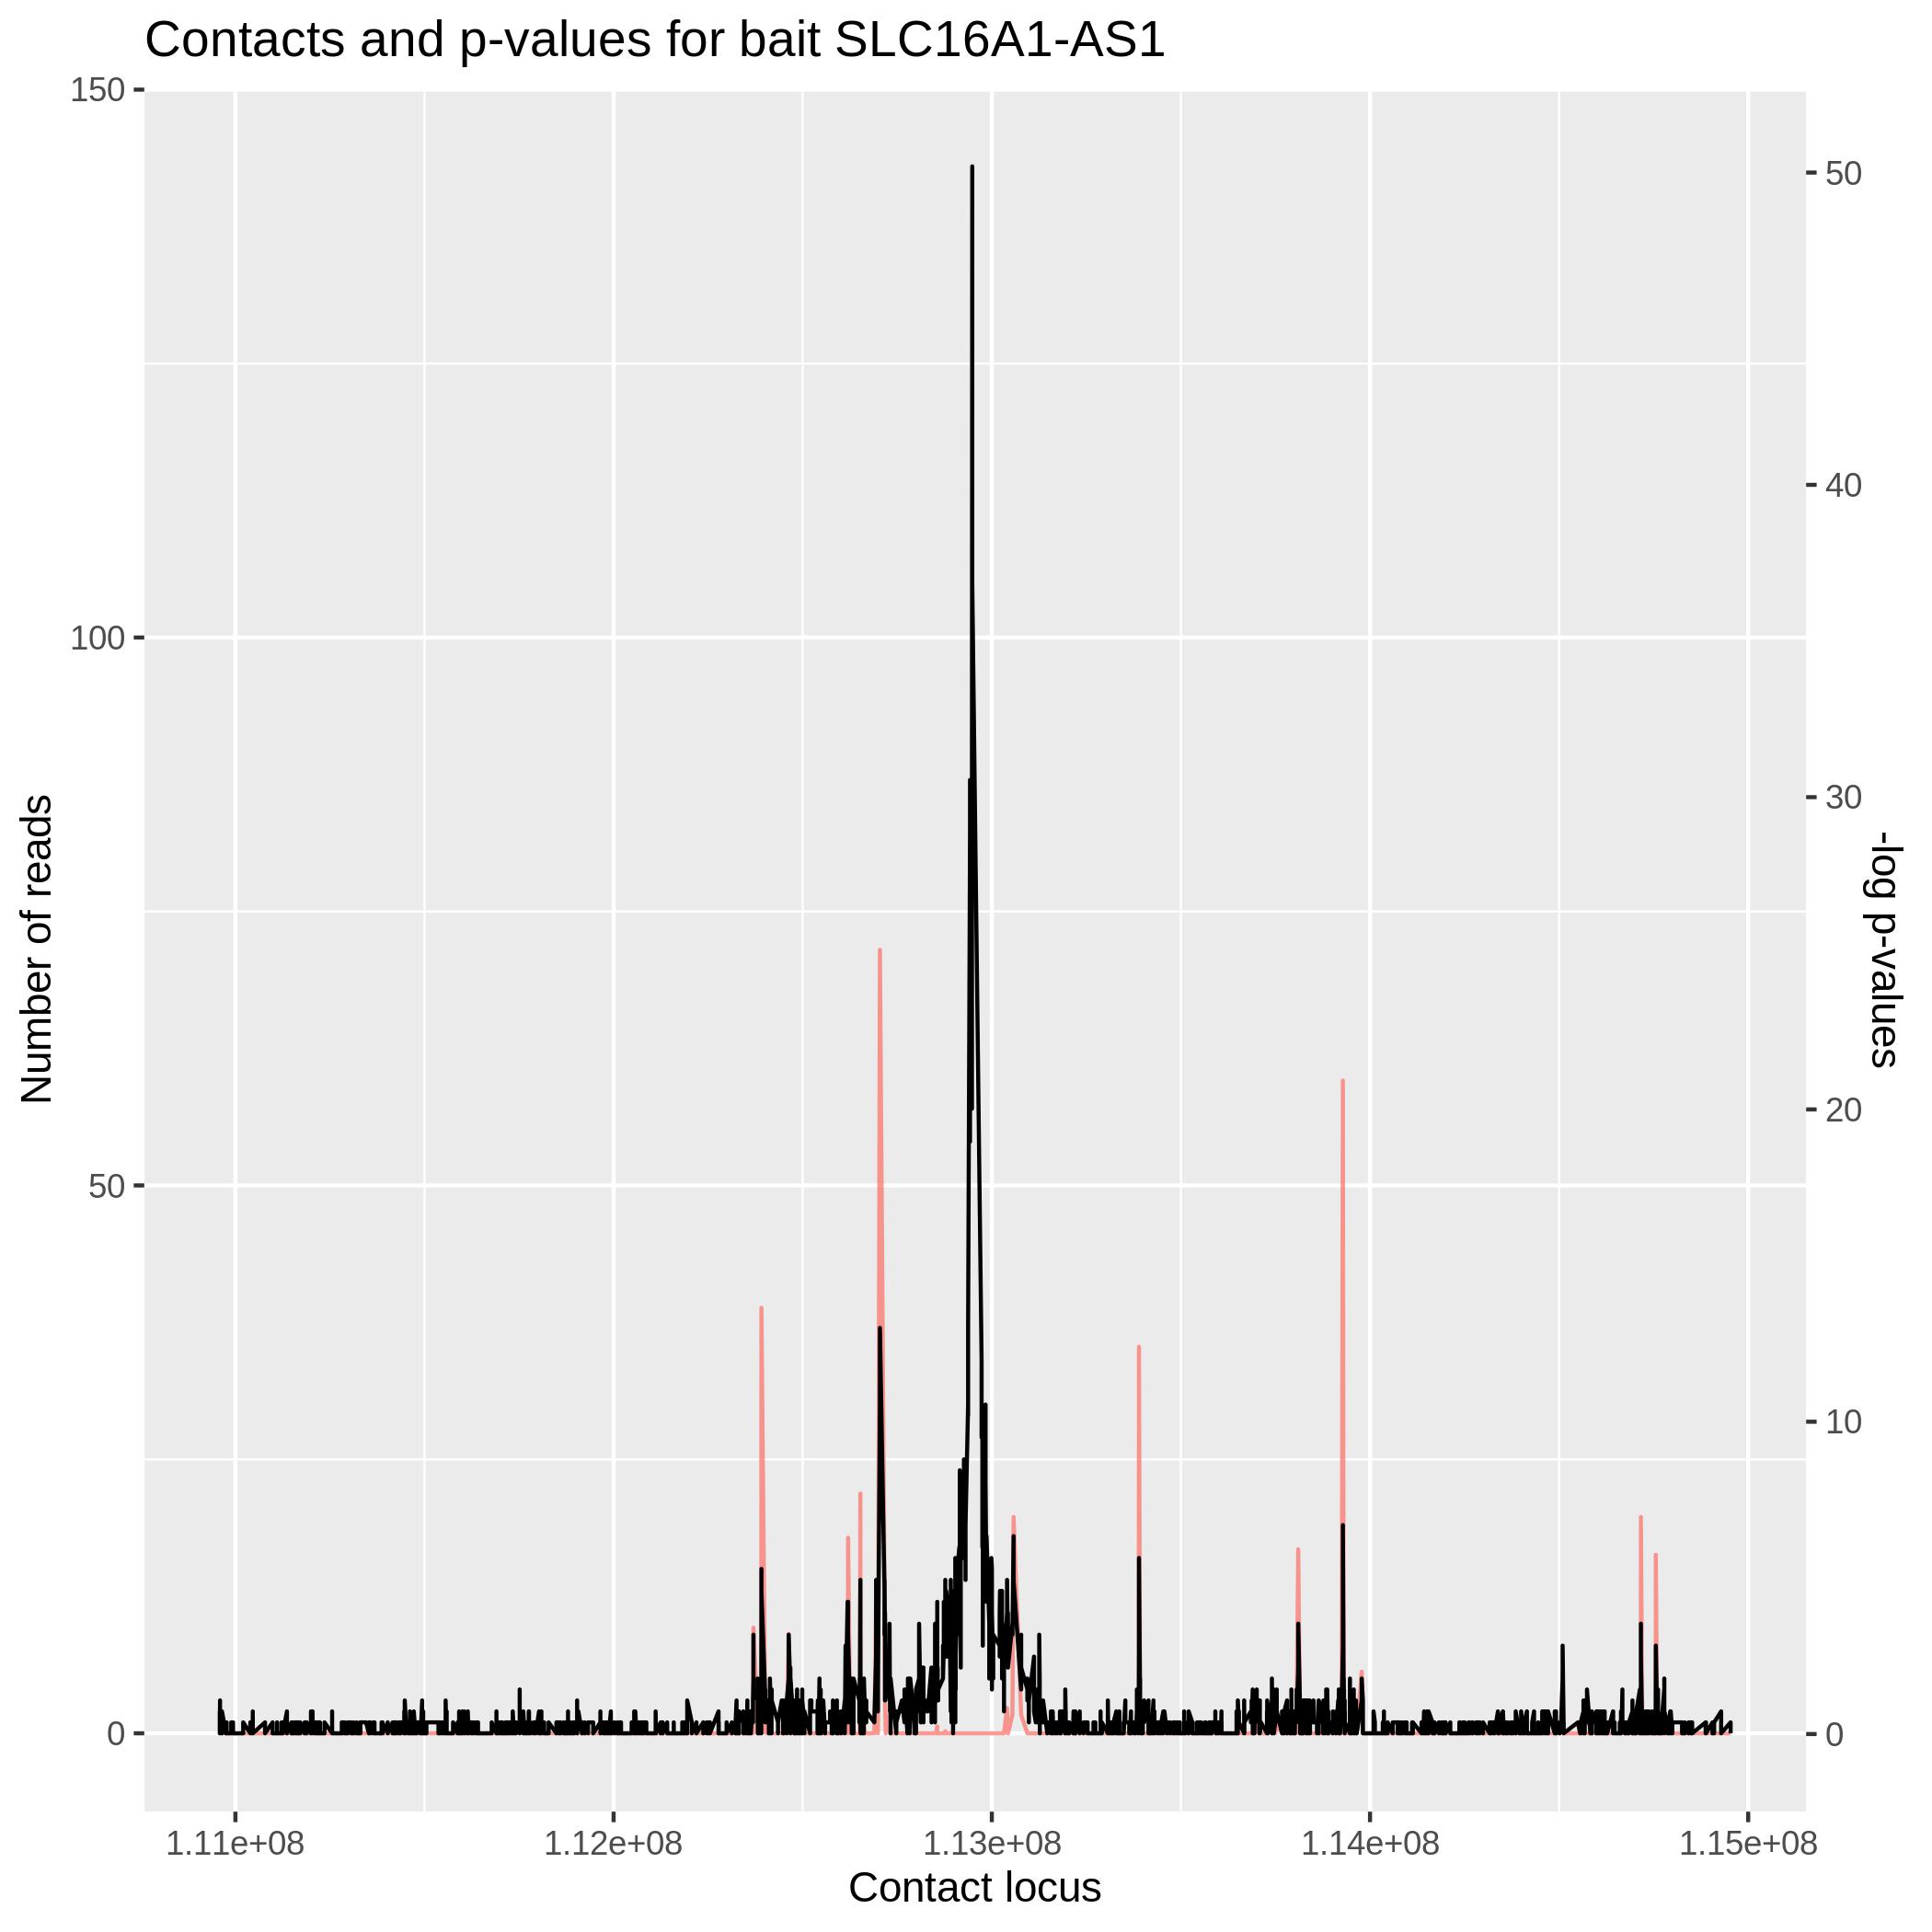 Contacts and p-values for bait SLC16A1-AS1
150
100
50
0
Number of reads
50
40
30
20
10
0
-log p-values
1.11e+08
1.12e+08
1.13e+08
1.14e+08
1.15e+08
Contact locus